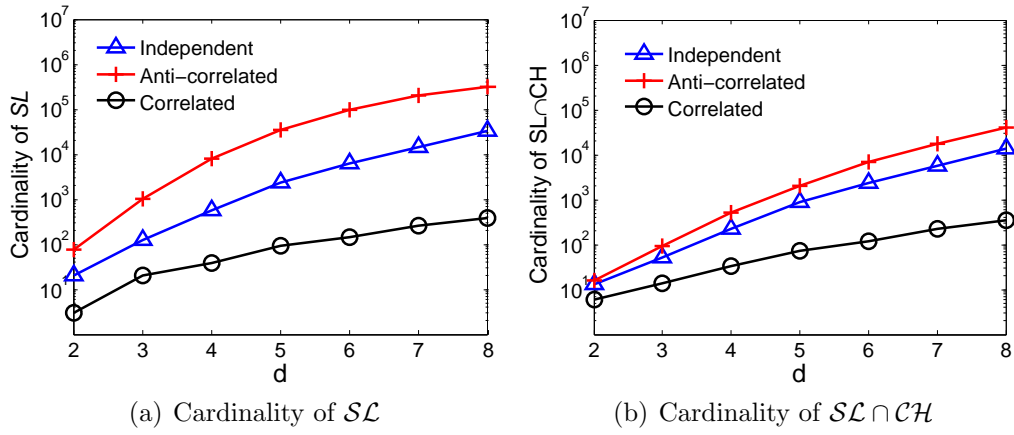 10^7
10^6
10^5
10^4
10^3
10^2
10^1
Cardinality of SL
Independent
Anti-correlated
Correlated
2 3 4 5 6 7 8
d
(a) Cardinality of SL
10^7
10^6
10^5
10^4
10^3
10^2
10^1
Cardinality of SL∩CH
Independent
Anti-correlated
Correlated
2 3 4 5 6 7 8
d
(b) Cardinality of SL ∩ CH